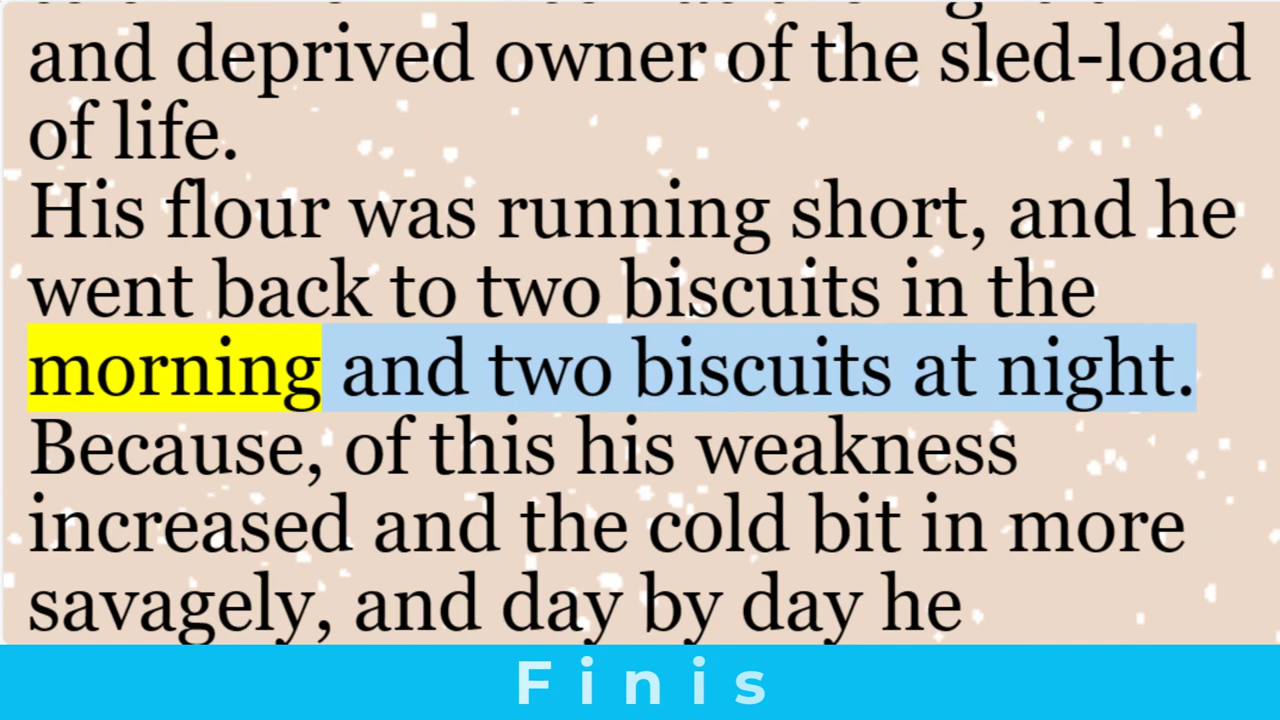 and deprived owner of the sled-load
of life.
His flour was running short, and he
went back to two biscuits in the
morning and two biscuits at night.
Because, of this his weakness
increased and the cold bit in more
savagely, and day by day he
Finis